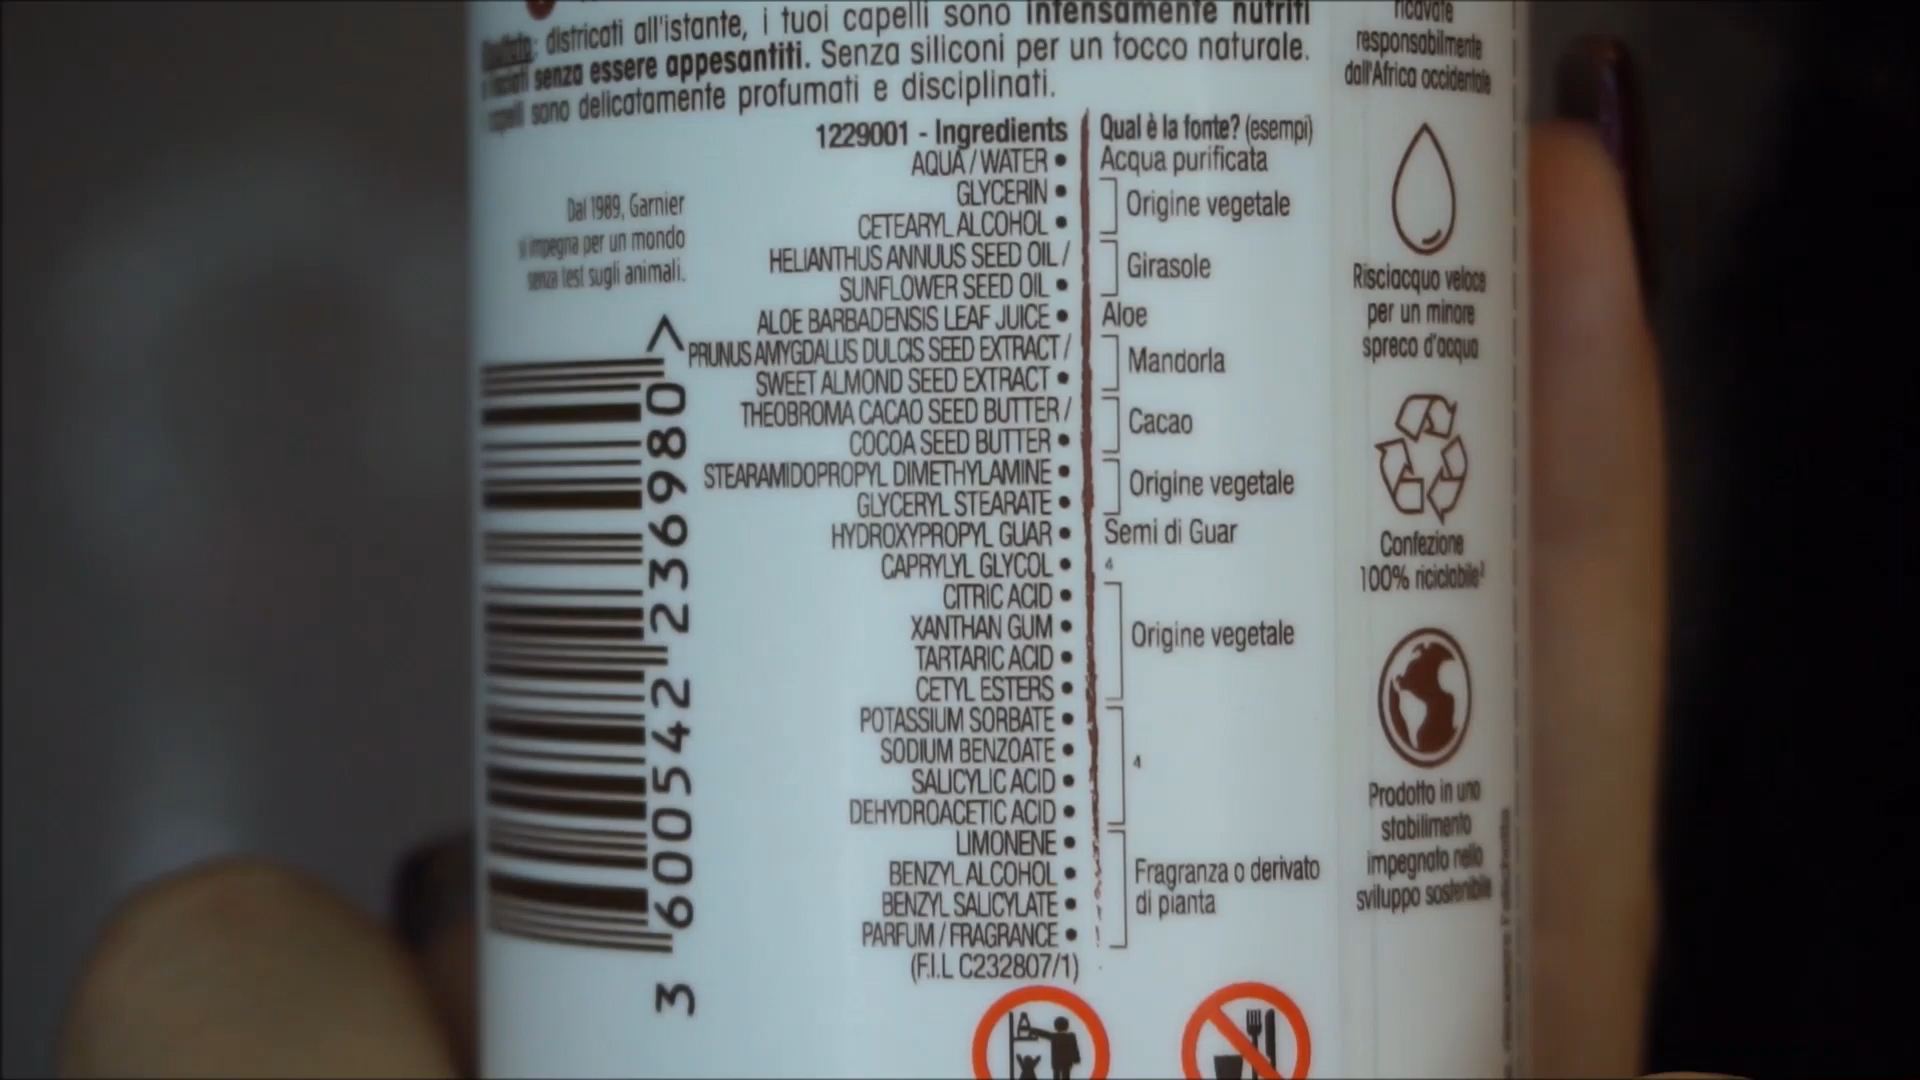 districati all'istante, i tuoi capelli sono intensamente nutriti
senza essere appesantiti. Senza siliconi per un tocco naturale.
capelli sono delicatamente profumati e disciplinati.
1229001 - Ingredients
AQUA / WATER •
GLYCERIN •
CETEARYL ALCOHOL •
HELIANTHUS ANNUUS SEED OIL /
SUNFLOWER SEED OIL •
ALOE BARBADENSIS LEAF JUICE •
PRUNUS AMYGDALUS DULCIS SEED EXTRACT /
SWEET ALMOND SEED EXTRACT •
THEOBROMA CACAO SEED BUTTER /
COCOA SEED BUTTER •
STEARAMIDOPROPYL DIMETHYLAMINE •
GLYCERYL STEARATE •
HYDROXYPROPYL GUAR •
CAPRYLYL GLYCOL •
CITRIC ACID •
XANTHAN GUM •
TARTARIC ACID •
CETYL ESTERS •
POTASSIUM SORBATE •
SODIUM BENZOATE •
SALICYLIC ACID •
DEHYDROACETIC ACID •
LIMONENE •
BENZYL ALCOHOL •
BENZYL SALICYLATE •
PARFUM / FRAGRANCE •
(F.I.L C232807/1)
Qual è la fonte? (esempi)
Acqua purificata
Origine vegetale
Girasole
Aloe
Mandorla
Cacao
Origine vegetale
Semi di Guar
4
Origine vegetale
4
Fragranza o derivato
di pianta
Dal 1989, Garnier
si impegna per un mondo
senza test sugli animali.
3 600542 236980 >
ricavate
responsabilmente
dall'Africa occidentale
Risciacquo veloce
per un minore
spreco d'acqua
Confezione
100% riciclabile
Prodotto in uno
stabilimento
impegnato nello
sviluppo sostenibile